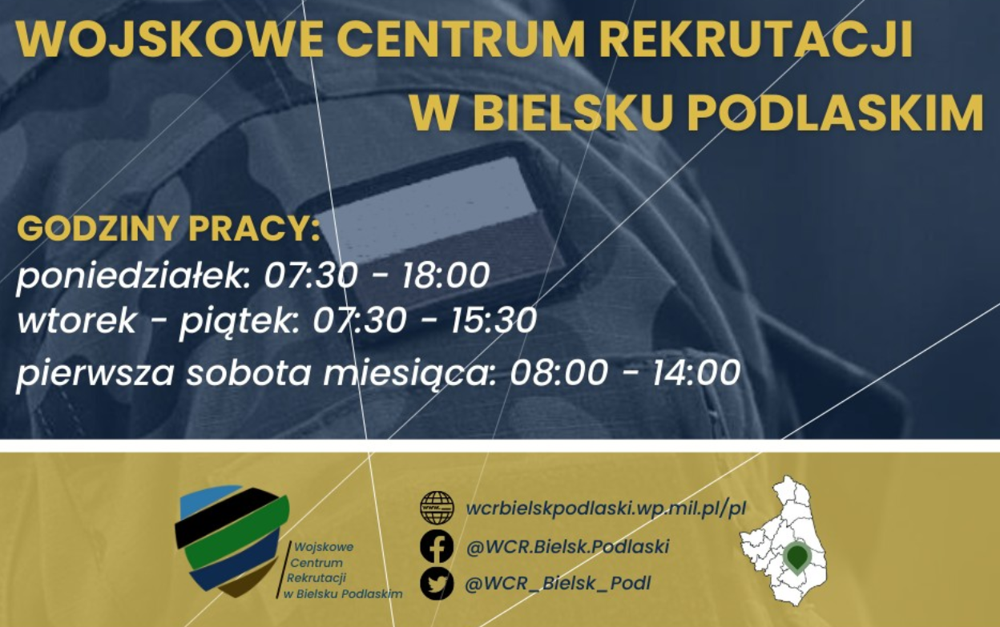 WOJSKOWE CENTRUM REKRUTACJI
W BIELSKU PODLASKIM
GODZINY PRACY:
poniedziałek: 07:30 - 18:00
wtorek - piątek: 07:30 - 15:30
pierwsza sobota miesiąca: 08:00 - 14:00
Wojskowe
Centrum
Rekrutacji
w Bielsku Podlaskim
www.__
wcrbielskpodlaski.wp.mil.pl/pl
@WCR.Bielsk.Podlaski
@WCR_Bielsk_Podl